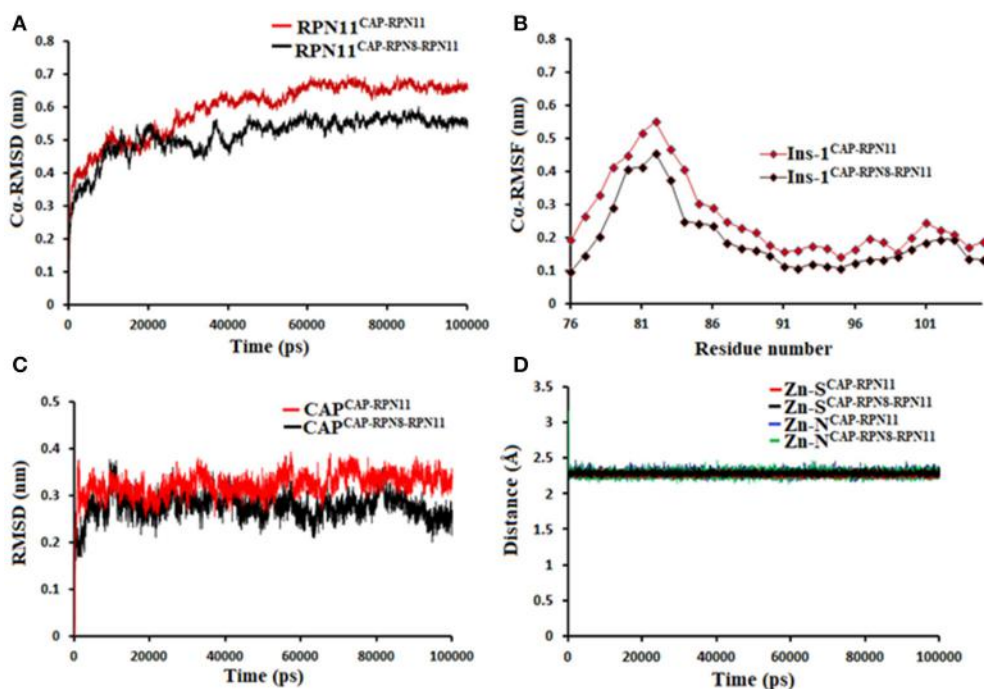 A
RPN11CAP-RPN11
RPN11CAP-RPN8-RPN11
0.8
0.7
0.6
0.5
0.4
0.3
0.2
0.1
0
Cα-RMSD (nm)
0 20000 40000 60000 80000 100000
Time (ps)
B
Ins-1CAP-RPN11
Ins-1CAP-RPN8-RPN11
0.8
0.7
0.6
0.5
0.4
0.3
0.2
0.1
0
Cα-RMSF (nm)
76 81 86 91 96 101
Residue number
C
CAPCAP-RPN11
CAPCAP-RPN8-RPN11
0.5
0.4
0.3
0.2
0.1
0
RMSD (nm)
0 20000 40000 60000 80000 100000
Time (ps)
D
Zn-SCAP-RPN11
Zn-SCAP-RPN8-RPN11
Zn-NCAP-RPN11
Zn-NCAP-RPN8-RPN11
3.5
3
2.5
2
1.5
1
0.5
0
Distance (Å)
0 20000 40000 60000 80000 100000
Time (ps)